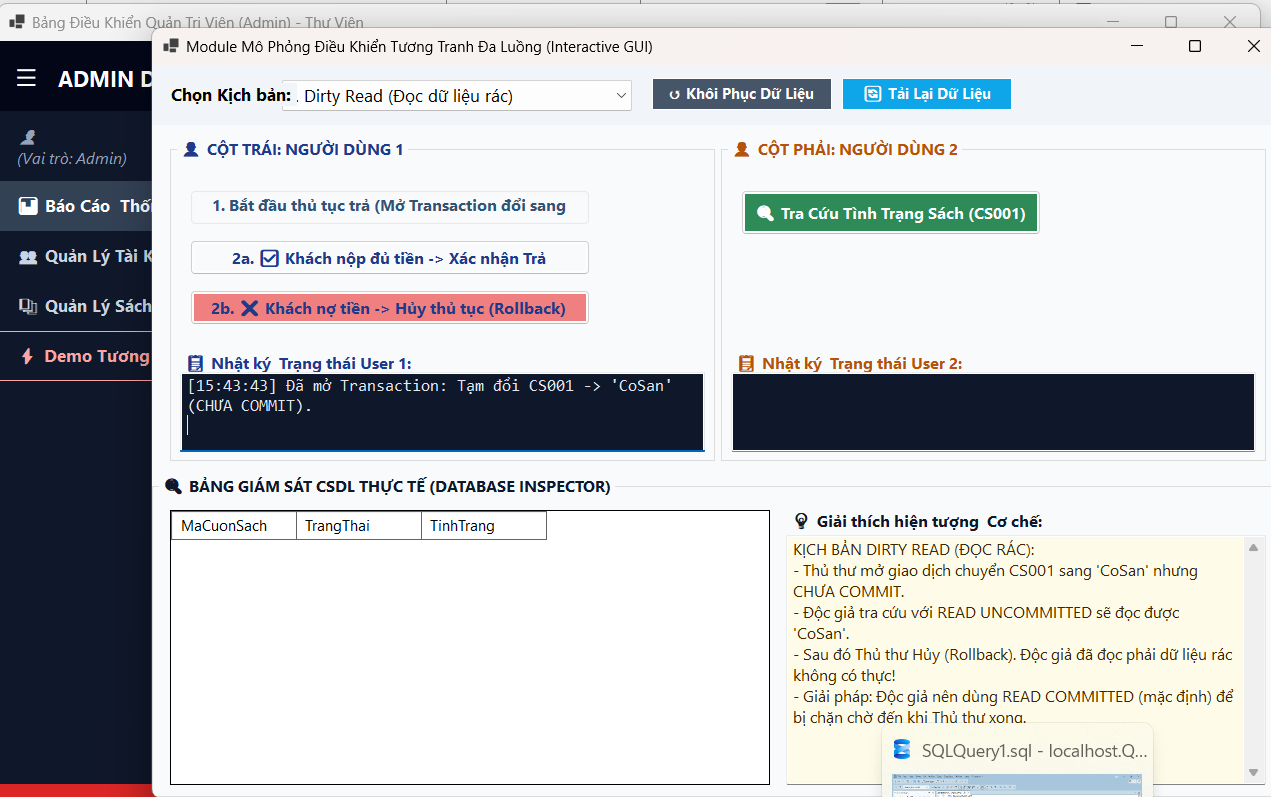 Bảng Điều Khiển Quản Trị Viên (Admin) - Thư Viện
Module Mô Phỏng Điều Khiển Tương Tranh Đa Luồng (Interactive GUI)
ADMIN D
(Vai trò: Admin)
Báo Cáo Thố
Quản Lý Tài K
Quản Lý Sách
Demo Tương
Chọn Kịch bản: . Dirty Read (Đọc dữ liệu rác)
Khôi Phục Dữ Liệu
Tải Lại Dữ Liệu
CỘT TRÁI: NGƯỜI DÙNG 1
1. Bắt đầu thủ tục trả (Mở Transaction đổi sang
2a. Khách nộp đủ tiền -> Xác nhận Trả
2b. Khách nợ tiền -> Hủy thủ tục (Rollback)
Nhật ký Trạng thái User 1:
[15:43:43] Đã mở Transaction: Tạm đổi CS001 -> 'CoSan'
(CHƯA COMMIT).
CỘT PHẢI: NGƯỜI DÙNG 2
Tra Cứu Tình Trạng Sách (CS001)
Nhật ký Trạng thái User 2:
BẢNG GIÁM SÁT CSDL THỰC TẾ (DATABASE INSPECTOR)
MaCuonSach TrangThai TinhTrang
Giải thích hiện tượng Cơ chế:
KỊCH BẢN DIRTY READ (ĐỌC RÁC):
- Thủ thư mở giao dịch chuyển CS001 sang 'CoSan' nhưng
CHƯA COMMIT.
- Độc giả tra cứu với READ UNCOMMITTED sẽ đọc được
'CoSan'.
- Sau đó Thủ thư Hủy (Rollback). Độc giả đã đọc phải dữ liệu rác
không có thực!
- Giải pháp: Độc giả nên dùng READ COMMITTED (mặc định) để
bị chặn chờ đến khi Thủ thư xong.
SQLQuery1.sql - localhost.Q...